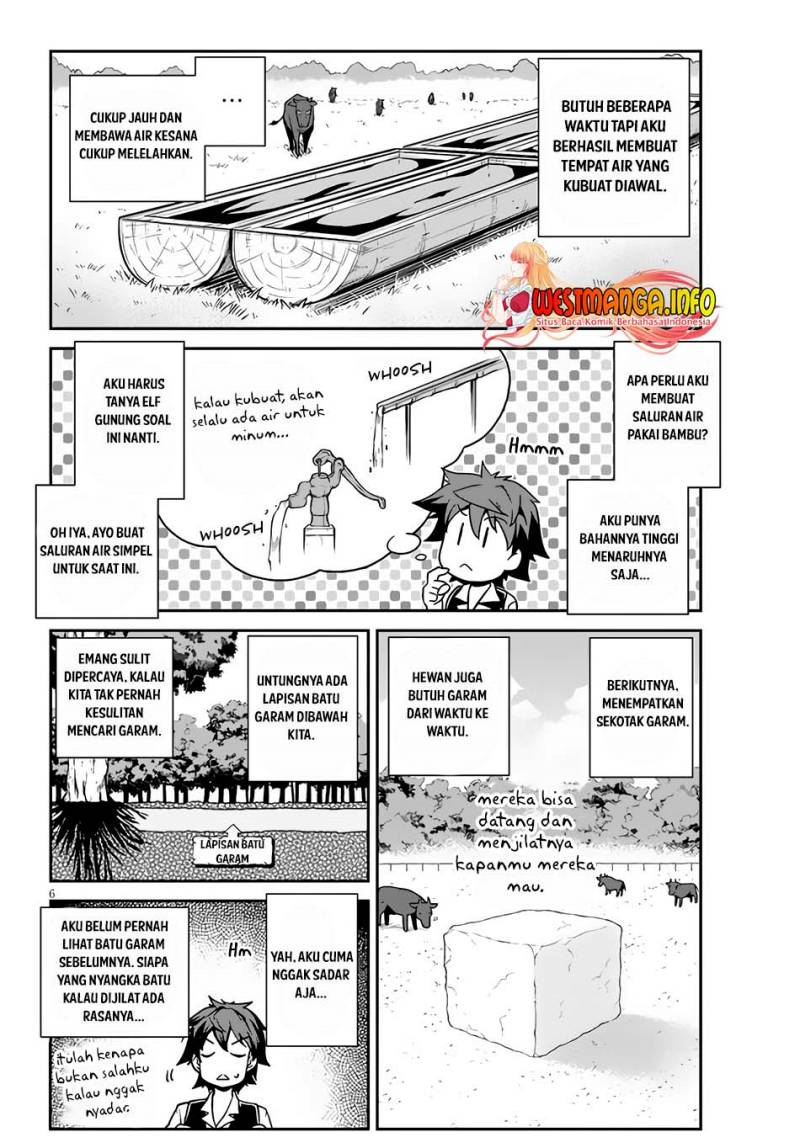 BUTUH BEBERAPA
WAKTU TAPI AKU
BERHASIL MEMBUAT
TEMPAT AIR YANG
KUBUAT DIAWAL.
...
CUKUP JAUH DAN
MEMBAWA AIR KESANA
CUKUP MELELAHKAN.
WESTMANGA.INFO
Situs Baca Komik Berbahasa Indonesia
APA PERLU AKU
MEMBUAT
SALURAN AIR
PAKAI BAMBU?
AKU PUNYA
BAHANNYA TINGGI
MENARUHNYA
SAJA...
Hmmm
WHOOSH
kalau kubuat, akan
selalu ada air untuk
minum...
WHOOSH
AKU HARUS
TANYA ELF
GUNUNG SOAL
INI NANTI.
OH IYA, AYO BUAT
SALURAN AIR SIMPEL
UNTUK SAAT INI.
BERIKUTNYA,
MENEMPATKAN
SEKOTAK GARAM.
HEWAN JUGA
BUTUH GARAM
DARI WAKTU KE
WAKTU.
mereka bisa
datang dan
menjilatnya
kapanmu mereka
mau.
UNTUNGNYA ADA
LAPISAN BATU
GARAM DIBAWAH
KITA.
EMANG SULIT
DIPERCAYA, KALAU
KITA TAK PERNAH
KESULITAN
MENCARI GARAM.
LAPISAN BATU
GARAM
6
YAH, AKU CUMA
NGGAK SADAR
AJA...
Hm
AKU BELUM PERNAH
LIHAT BATU GARAM
SEBELUMNYA. SIAPA
YANG NYANGKA BATU
KALAU DIJILAT ADA
RASANYA...
itulah kenapa
bukan salahku
kalau nggak
nyadar.